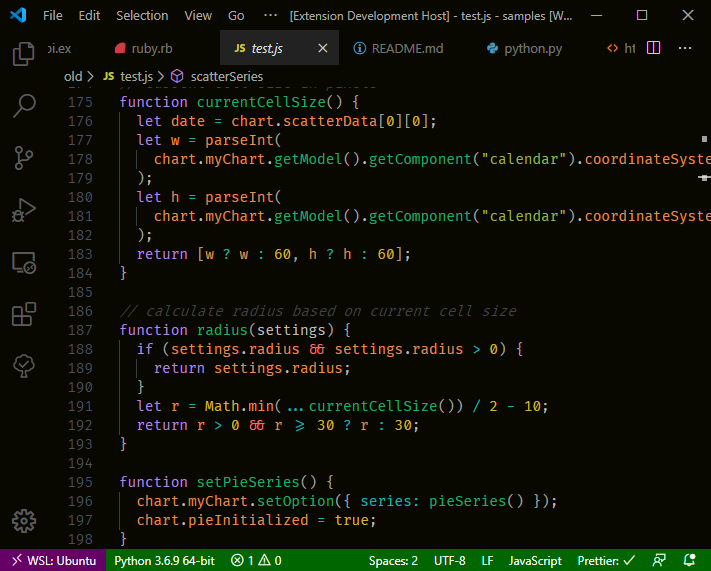 File Edit Selection View Go ··· [Extension Development Host] - test.js - samples [W...
oi.ex ruby.rb JS test.js README.md python.py <> ht ···
old > JS test.js > scatterSeries
175 function currentCellSize() {
176 let date = chart.scatterData[0][0];
177 let w = parseInt(
178 chart.myChart.getModel().getComponent("calendar").coordinateSyste
179 );
180 let h = parseInt(
181 chart.myChart.getModel().getComponent("calendar").coordinateSyste
182 );
183 return [w ? w : 60, h ? h : 60];
184 }
185
186 // calculate radius based on current cell size
187 function radius(settings) {
188 if (settings.radius && settings.radius > 0) {
189 return settings.radius;
190 }
191 let r = Math.min(...currentCellSize()) / 2 - 10;
192 return r > 0 && r >= 30 ? r : 30;
193 }
194
195 function setPieSeries() {
196 chart.myChart.setOption({ series: pieSeries() });
197 chart.pieInitialized = true;
198 }
WSL: Ubuntu Python 3.6.9 64-bit 1 0 Spaces: 2 UTF-8 LF JavaScript Prettier: ✓